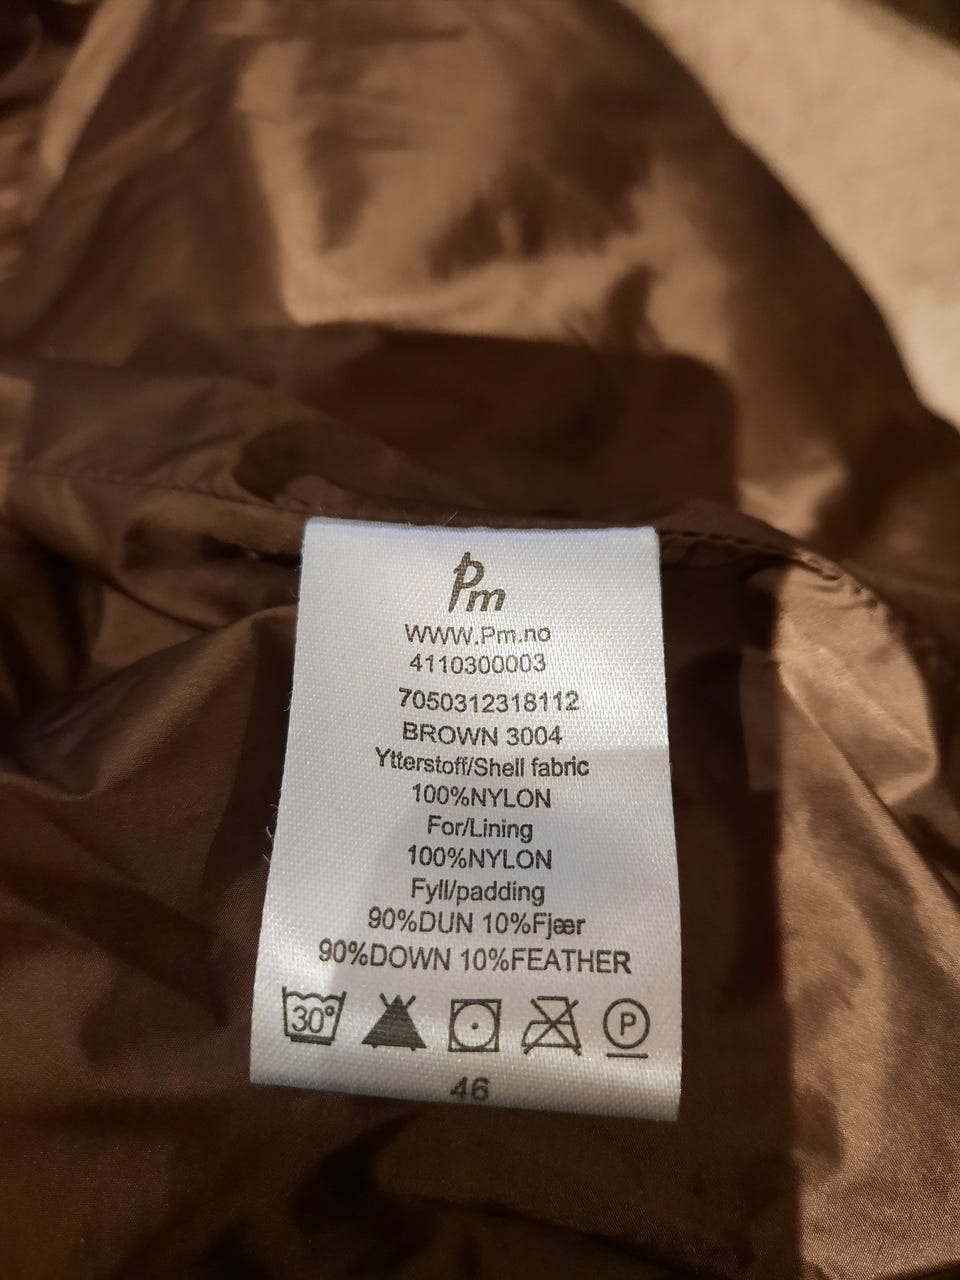 Pm
WWW.Pm.no
4110300003
7050312318112
BROWN 3004
Ytterstoff/Shell fabric
100%NYLON
For/Lining
100%NYLON
Fyll/padding
90%DUN 10%Fjær
90%DOWN 10%FEATHER
30° P
46